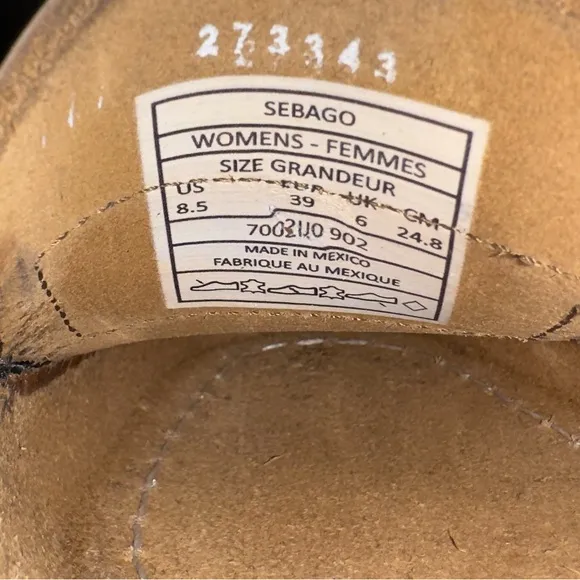 273343
SEBAGO
WOMENS - FEMMES
SIZE GRANDEUR
US EUR UK CM
8.5 39 6 24.8
902
MADE IN MEXICO
FABRIQUE AU MEXIQUE